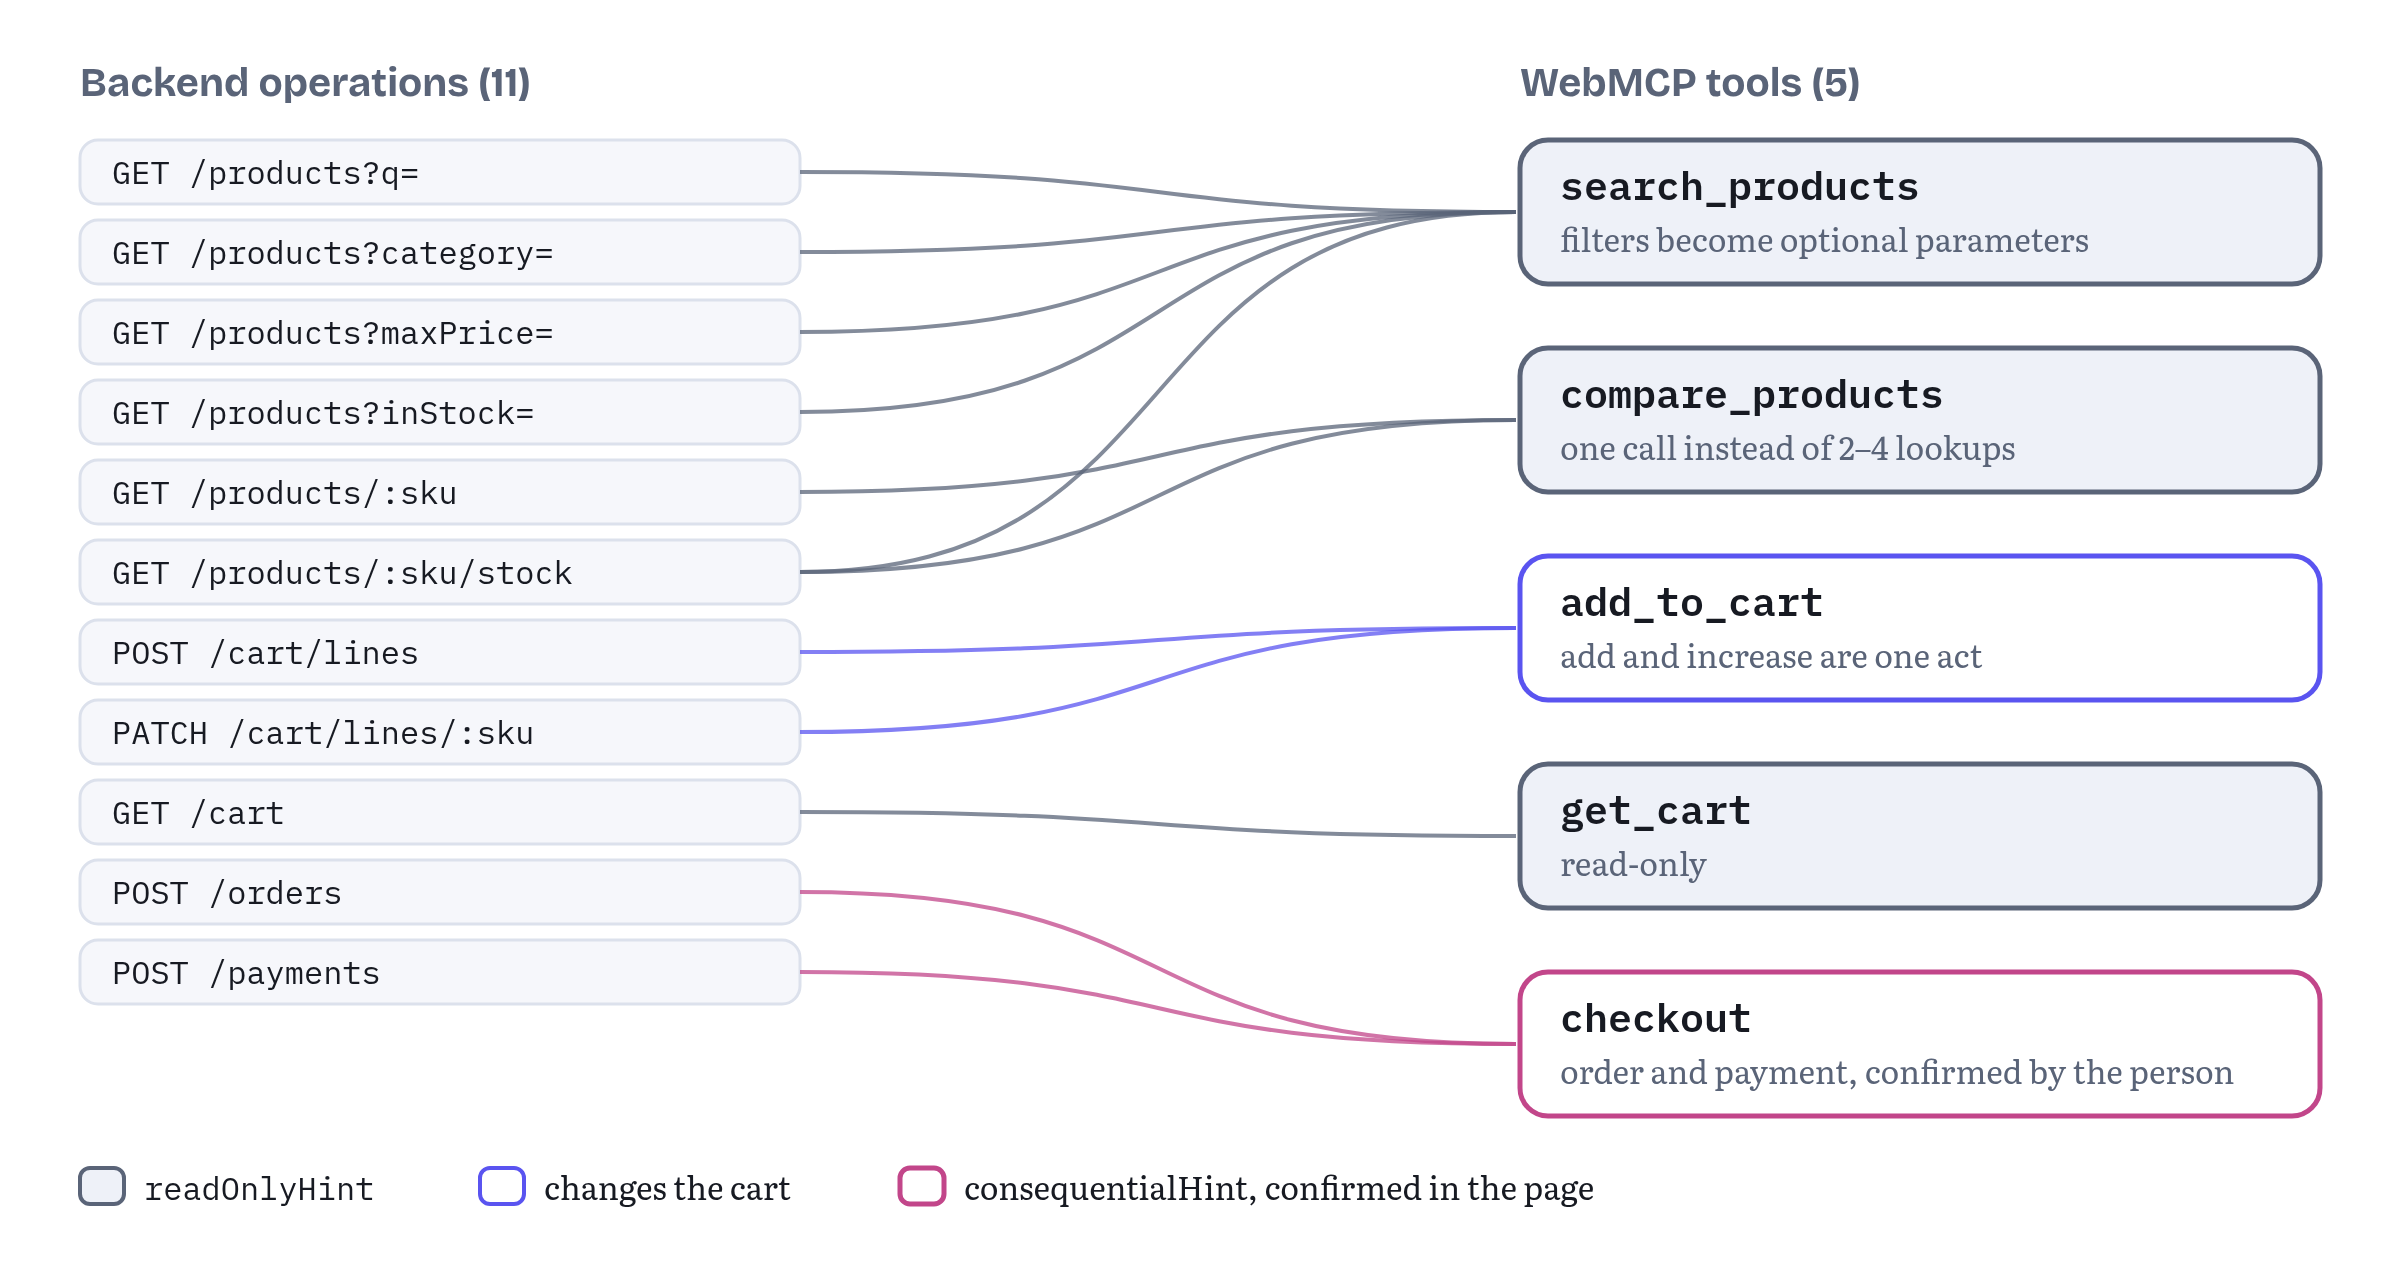 Backend operations (11)
GET /products?q=
GET /products?category=
GET /products?maxPrice=
GET /products?inStock=
GET /products/:sku
GET /products/:sku/stock
POST /cart/lines
PATCH /cart/lines/:sku
GET /cart
POST /orders
POST /payments
WebMCP tools (5)
search_products
filters become optional parameters
compare_products
one call instead of 2–4 lookups
add_to_cart
add and increase are one act
get_cart
read-only
checkout
order and payment, confirmed by the person
readOnlyHint
changes the cart
consequentialHint, confirmed in the page